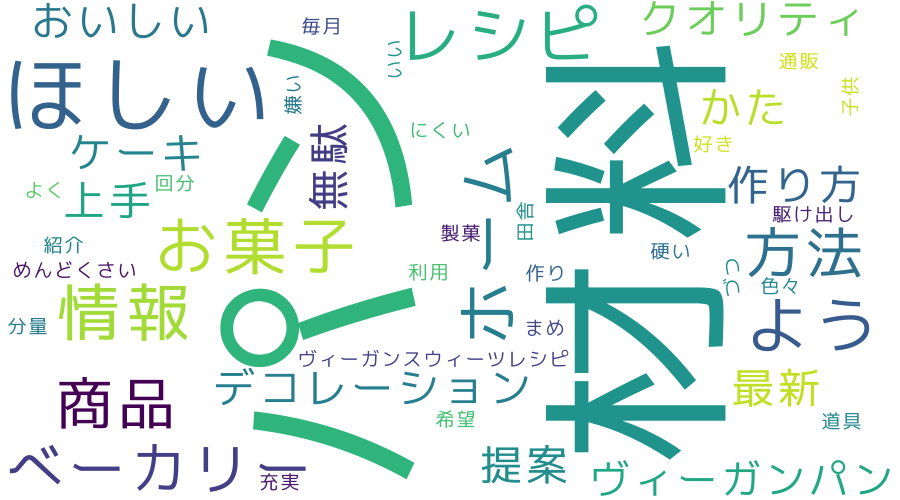 おいしい
毎月
レシピ
クオリティ
ほしい
いい
通販
嫌い
子供
かた
ケーキ
無駄
にくい
好き
よく
上手
回分
パン
材料
作り方
お菓子
ホーム
製菓
田舎
駆け出し
紹介
方法
硬い
めんどくさい
利用
作り
づつ
色々
情報
分量
まめ
よう
ヴィーガンスウィーツレシピ
商品
デコレーション
最新
希望
道具
ベーカリー
充実
提案
ヴィーガンパン